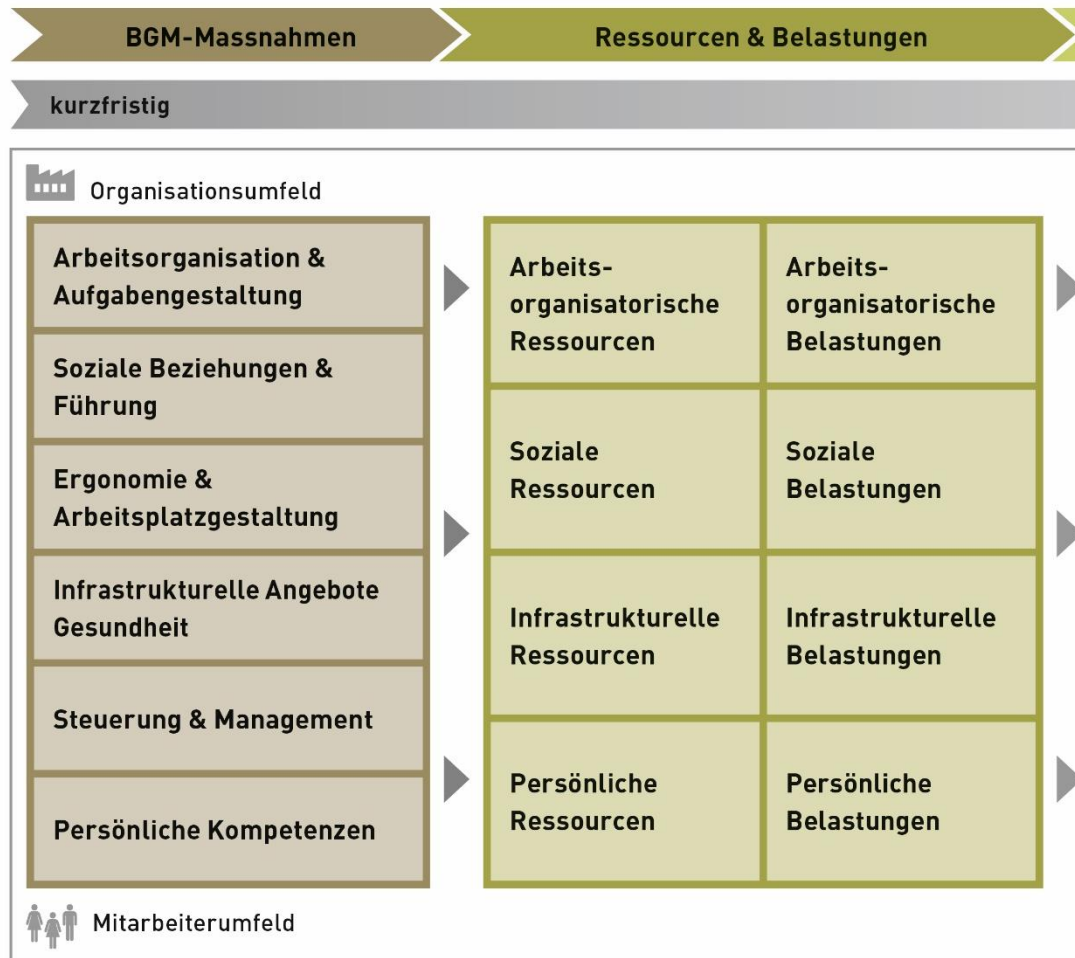 BGM-Massnahmen
Ressourcen & Belastungen
kurzfristig
Organisationsumfeld
Arbeitsorganisation &
Aufgabengestaltung
Soziale Beziehungen &
Führung
Ergonomie &
Arbeitsplatzgestaltung
Infrastrukturelle Angebote
Gesundheit
Steuerung & Management
Persönliche Kompetenzen
Arbeits-
organisatorische
Ressourcen
Arbeits-
organisatorische
Belastungen
Soziale
Ressourcen
Soziale
Belastungen
Infrastrukturelle
Ressourcen
Infrastrukturelle
Belastungen
Persönliche
Ressourcen
Persönliche
Belastungen
Mitarbeiterumfeld